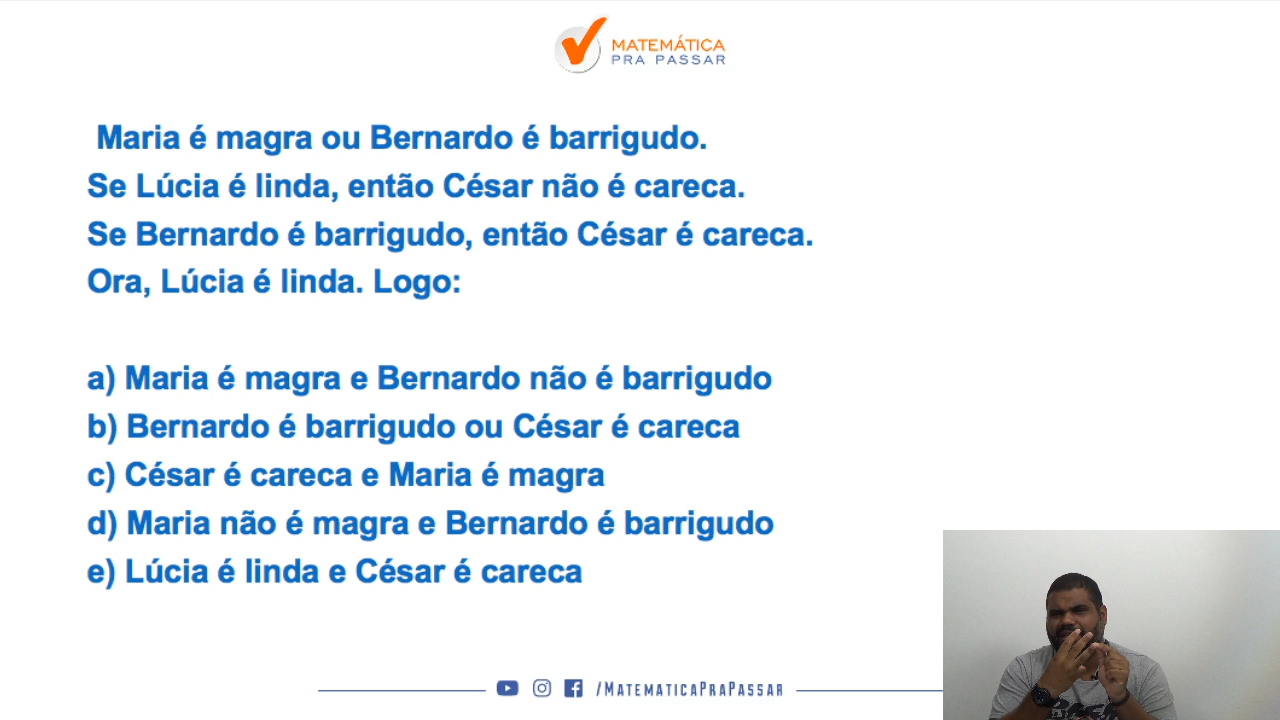 MATEMÁTICA
PRA PASSAR
Maria é magra ou Bernardo é barrigudo.
Se Lúcia é linda, então César não é careca.
Se Bernardo é barrigudo, então César é careca.
Ora, Lúcia é linda. Logo:
a) Maria é magra e Bernardo não é barrigudo
b) Bernardo é barrigudo ou César é careca
c) César é careca e Maria é magra
d) Maria não é magra e Bernardo é barrigudo
e) Lúcia é linda e César é careca
/MATEMATICAPRAPASSAR